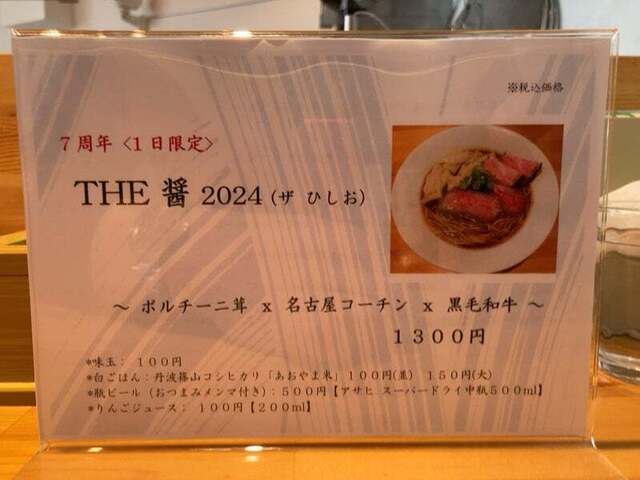 ※税込価格
7周年 <1日限定>
THE 醤 2024 (ザ ひしお)
～ ポルチーニ茸 x 名古屋コーチン x 黒毛和牛 ～
1300円
*味玉： 100円
*白ごはん：丹波篠山コシヒカリ「あおやま米」100円(並) 150円(大)
*瓶ビール（おつまみメンマ付き）：500円【アサヒ スーパードライ中瓶500ml】
*りんごジュース： 100円【200ml】